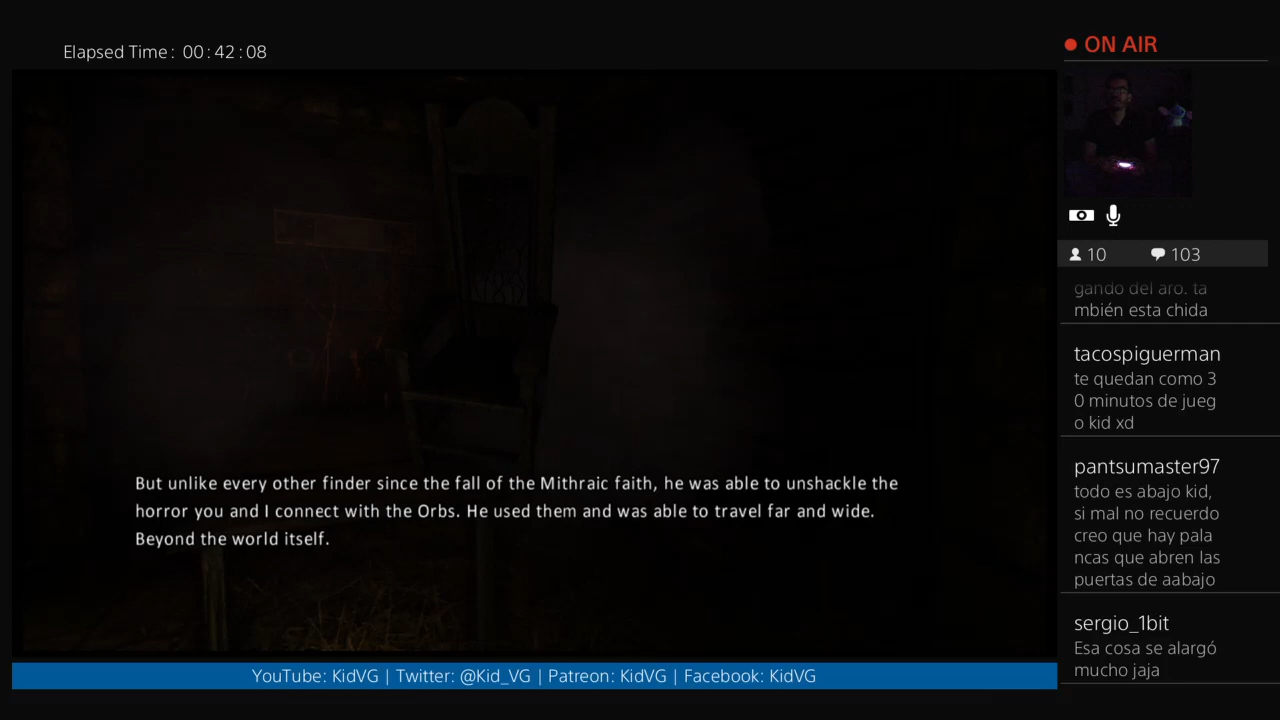 Elapsed Time: 00:42:08
ON AIR
10 103
gando del aro. ta
mbién esta chida
tacospiguerman
te quedan como 3
0 minutos de jueg
o kid xd
pantsumaster97
todo es abajo kid,
si mal no recuerdo
creo que hay pala
ncas que abren las
puertas de aabajo
sergio_1bit
Esa cosa se alargó
mucho jaja
But unlike every other finder since the fall of the Mithraic faith, he was able to unshackle the
horror you and I connect with the Orbs. He used them and was able to travel far and wide.
Beyond the world itself.
YouTube: KidVG | Twitter: @Kid_VG | Patreon: KidVG | Facebook: KidVG